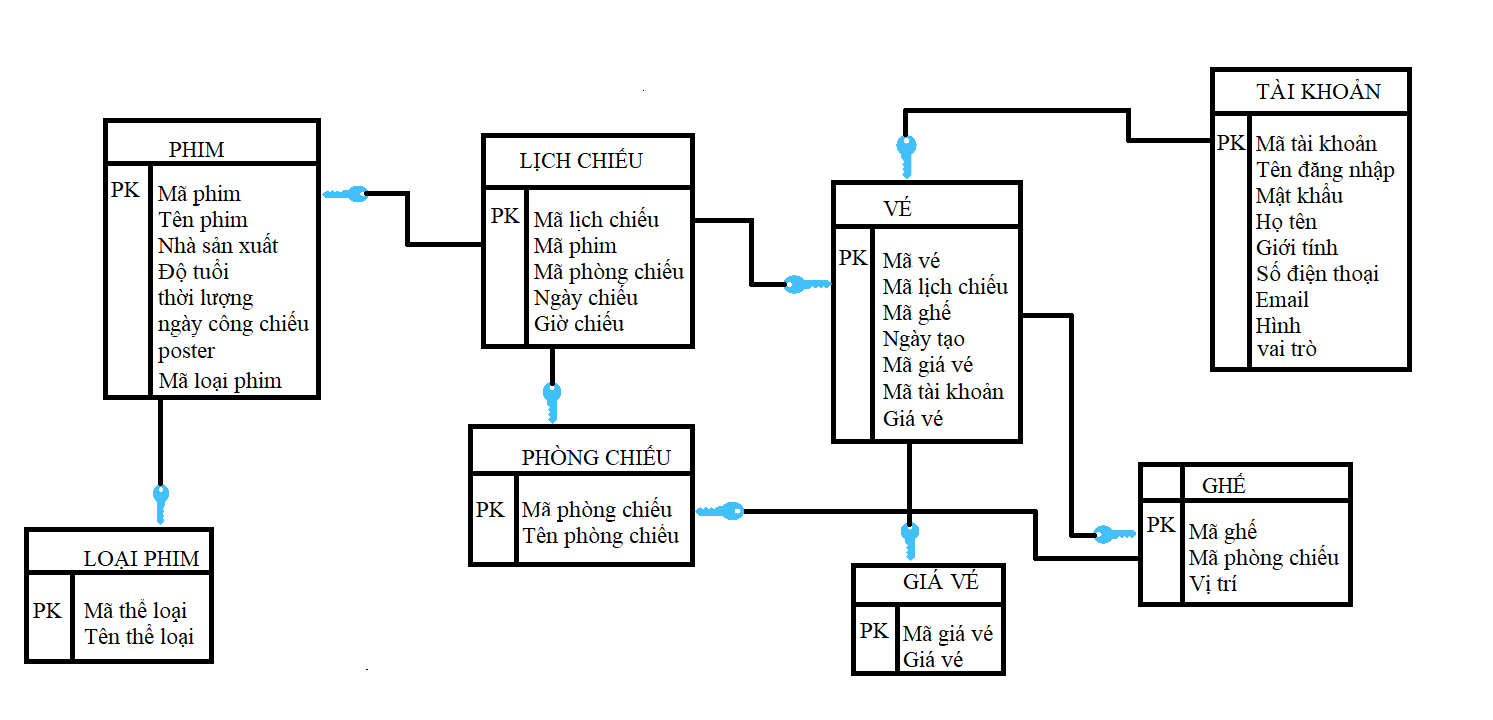 PHIM
PK
Mã phim
Tên phim
Nhà sản xuất
Độ tuổi
thời lượng
ngày công chiếu
poster
Mã loại phim
LỊCH CHIẾU
PK
Mã lịch chiếu
Mã phim
Mã phòng chiếu
Ngày chiếu
Giờ chiếu
VÉ
PK
Mã vé
Mã lịch chiếu
Mã ghế
Ngày tạo
Mã giá vé
Mã tài khoản
Giá vé
TÀI KHOẢN
PK
Mã tài khoản
Tên đăng nhập
Mật khẩu
Họ tên
Giới tính
Số điện thoại
Email
Hình
vai trò
LOẠI PHIM
PK
Mã thể loại
Tên thể loại
PHÒNG CHIẾU
PK
Mã phòng chiếu
Tên phòng chiếu
GIÁ VÉ
PK
Mã giá vé
Giá vé
GHẾ
PK
Mã ghế
Mã phòng chiếu
Vị trí